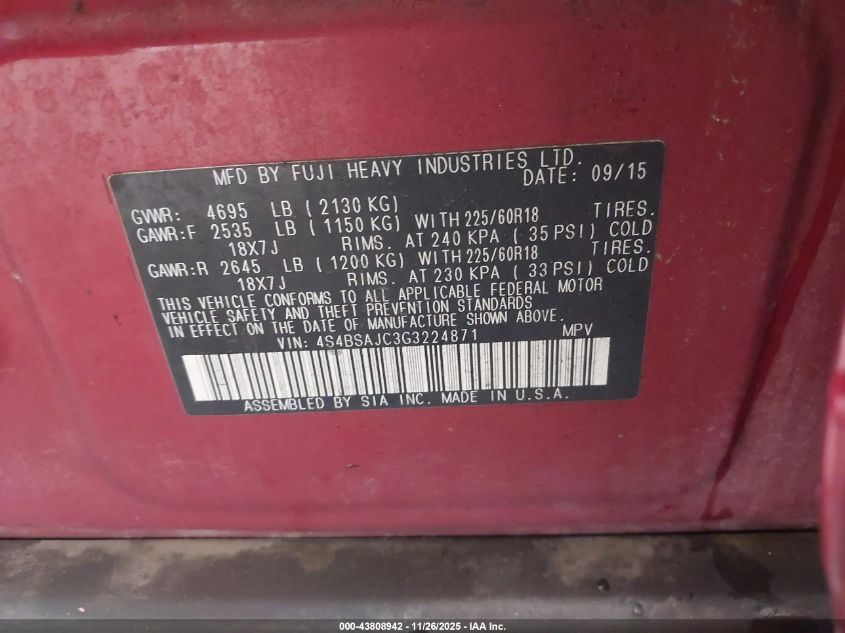 MFD BY FUJI HEAVY INDUSTRIES LTD.
DATE: 09/15
GVWR: 4695 LB (2130 KG)
GAWR:F 2535 LB (1150 KG) WITH 225/60R18 TIRES.
18X7J RIMS. AT 240 KPA (35 PSI) COLD
GAWR:R 2645 LB (1200 KG) WITH 225/60R18 TIRES.
18X7J RIMS. AT 230 KPA (33 PSI) COLD
THIS VEHICLE CONFORMS TO ALL APPLICABLE FEDERAL MOTOR
VEHICLE SAFETY AND THEFT PREVENTION STANDARDS
IN EFFECT ON THE DATE OF MANUFACTURE SHOWN ABOVE.
VIN: 4S4BSAJC3G3224871 MPV
ASSEMBLED BY SIA INC. MADE IN U.S.A.
000-43808942 - 11/26/2025 - IAA Inc.